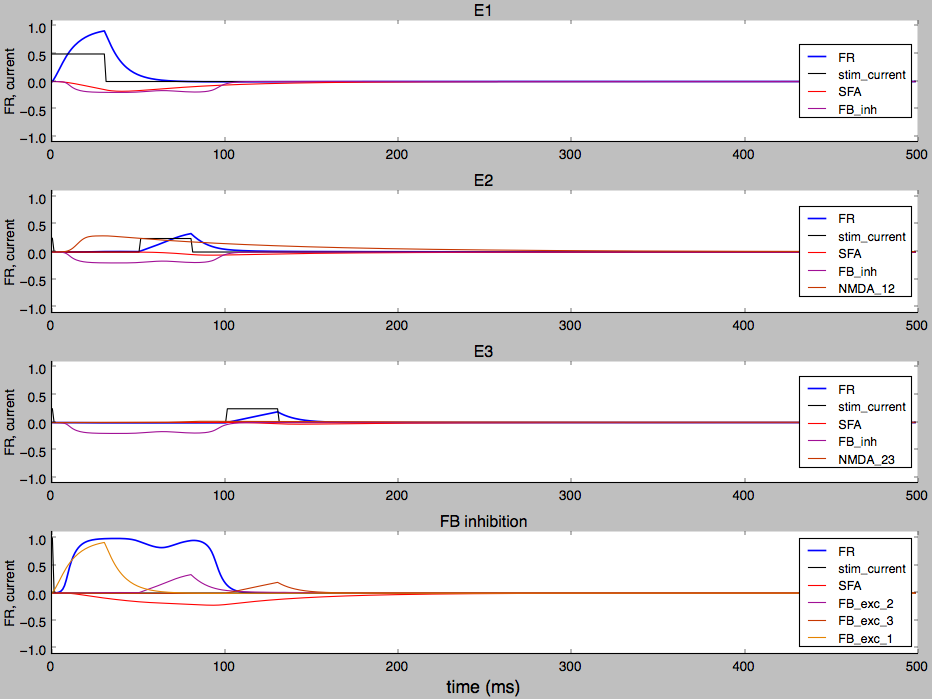 E1
FR, current
1.0
0.5
0.0
−0.5
−1.0
FR
stim_current
SFA
FB_inh
0 100 200 300 400 500
E2
FR, current
1.0
0.5
0.0
−0.5
−1.0
FR
stim_current
SFA
FB_inh
NMDA_12
0 100 200 300 400 500
E3
FR, current
1.0
0.5
0.0
−0.5
−1.0
FR
stim_current
SFA
FB_inh
NMDA_23
0 100 200 300 400 500
FB inhibition
FR, current
1.0
0.5
0.0
−0.5
−1.0
FR
stim_current
SFA
FB_exc_2
FB_exc_3
FB_exc_1
0 100 200 300 400 500
time (ms)